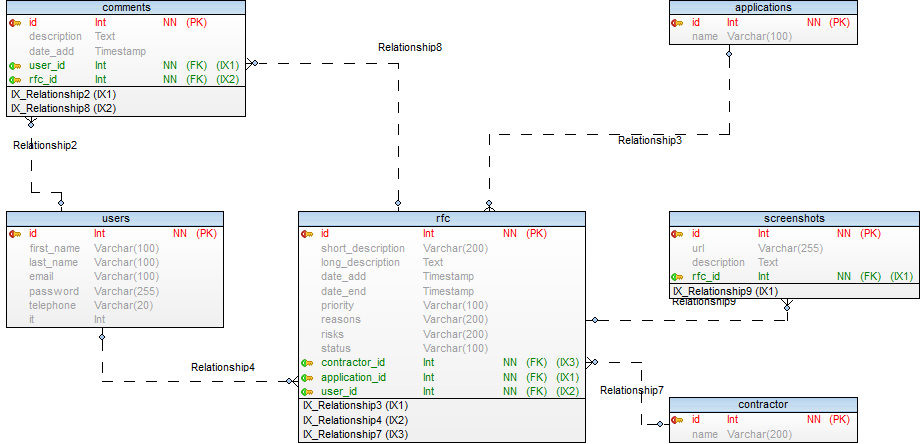 comments
id Int NN (PK)
description Text
date_add Timestamp
user_id Int NN (FK) (IX1)
rfc_id Int NN (FK) (IX2)
IX_Relationship2 (IX1)
IX_Relationship8 (IX2)
Relationship8
applications
id Int NN (PK)
name Varchar(100)
Relationship3
Relationship2
users
id Int NN (PK)
first_name Varchar(100)
last_name Varchar(100)
email Varchar(100)
password Varchar(255)
telephone Varchar(20)
it Int
Relationship4
rfc
id Int NN (PK)
short_description Varchar(200)
long_description Text
date_add Timestamp
date_end Timestamp
priority Varchar(100)
reasons Varchar(200)
risks Varchar(200)
status Varchar(100)
contractor_id Int NN (FK) (IX3)
application_id Int NN (FK) (IX1)
user_id Int NN (FK) (IX2)
IX_Relationship3 (IX1)
IX_Relationship4 (IX2)
IX_Relationship7 (IX3)
screenshots
id Int NN (PK)
url Varchar(255)
description Text
rfc_id Int NN (FK) (IX1)
IX_Relationship9 (IX1)
Relationship9
Relationship7
contractor
id Int NN (PK)
name Varchar(200)